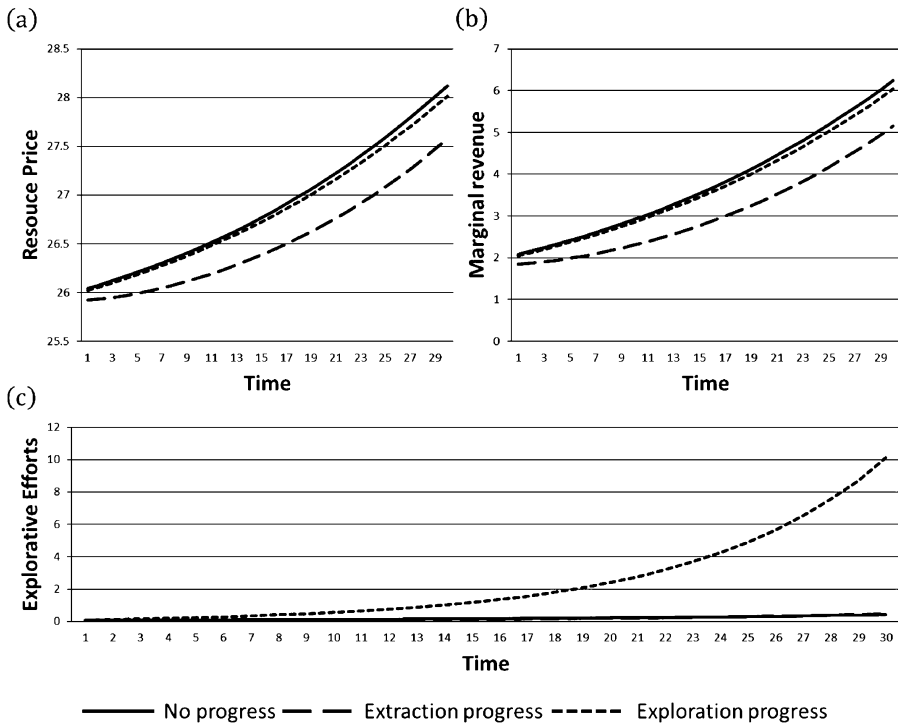 (a)
28.5
28
27.5
27
26.5
26
25.5
Resouce Price
1 3 5 7 9 11 13 15 17 19 21 23 25 27 29
Time
(b)
7
6
5
4
3
2
1
0
Marginal revenue
1 3 5 7 9 11 13 15 17 19 21 23 25 27 29
Time
(c)
12
10
8
6
4
2
0
Explorative Efforts
1 2 3 4 5 6 7 8 9 10 11 12 13 14 15 16 17 18 19 20 21 22 23 24 25 26 27 28 29 30
Time
No progress Extraction progress Exploration progress